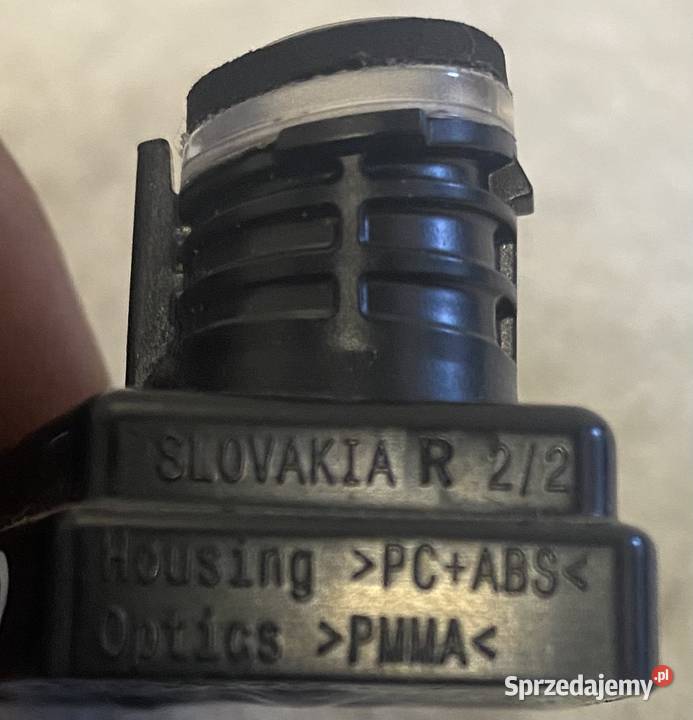 SLOVAKIA R 2/2
Housing >PC+ABS<
Optics >PMMA<
Sprzedajemy.pl